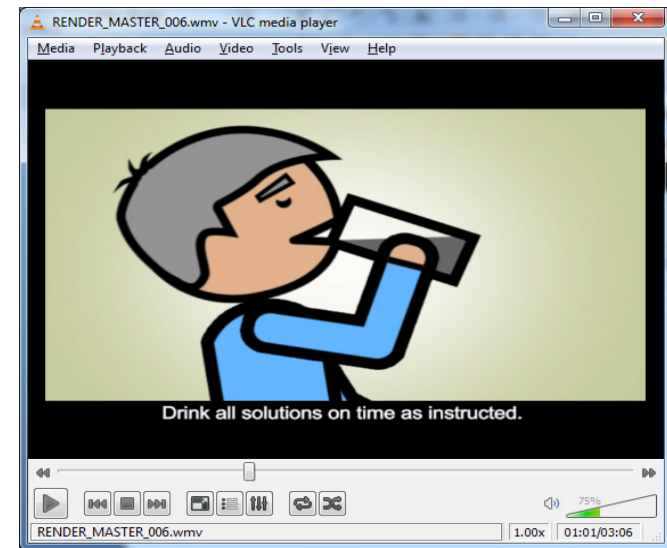 RENDER_MASTER_006.wmv - VLC media player
Media Playback Audio Video Tools View Help
Drink all solutions on time as instructed.
75%
RENDER_MASTER_006.wmv 1.00x 01:01/03:06